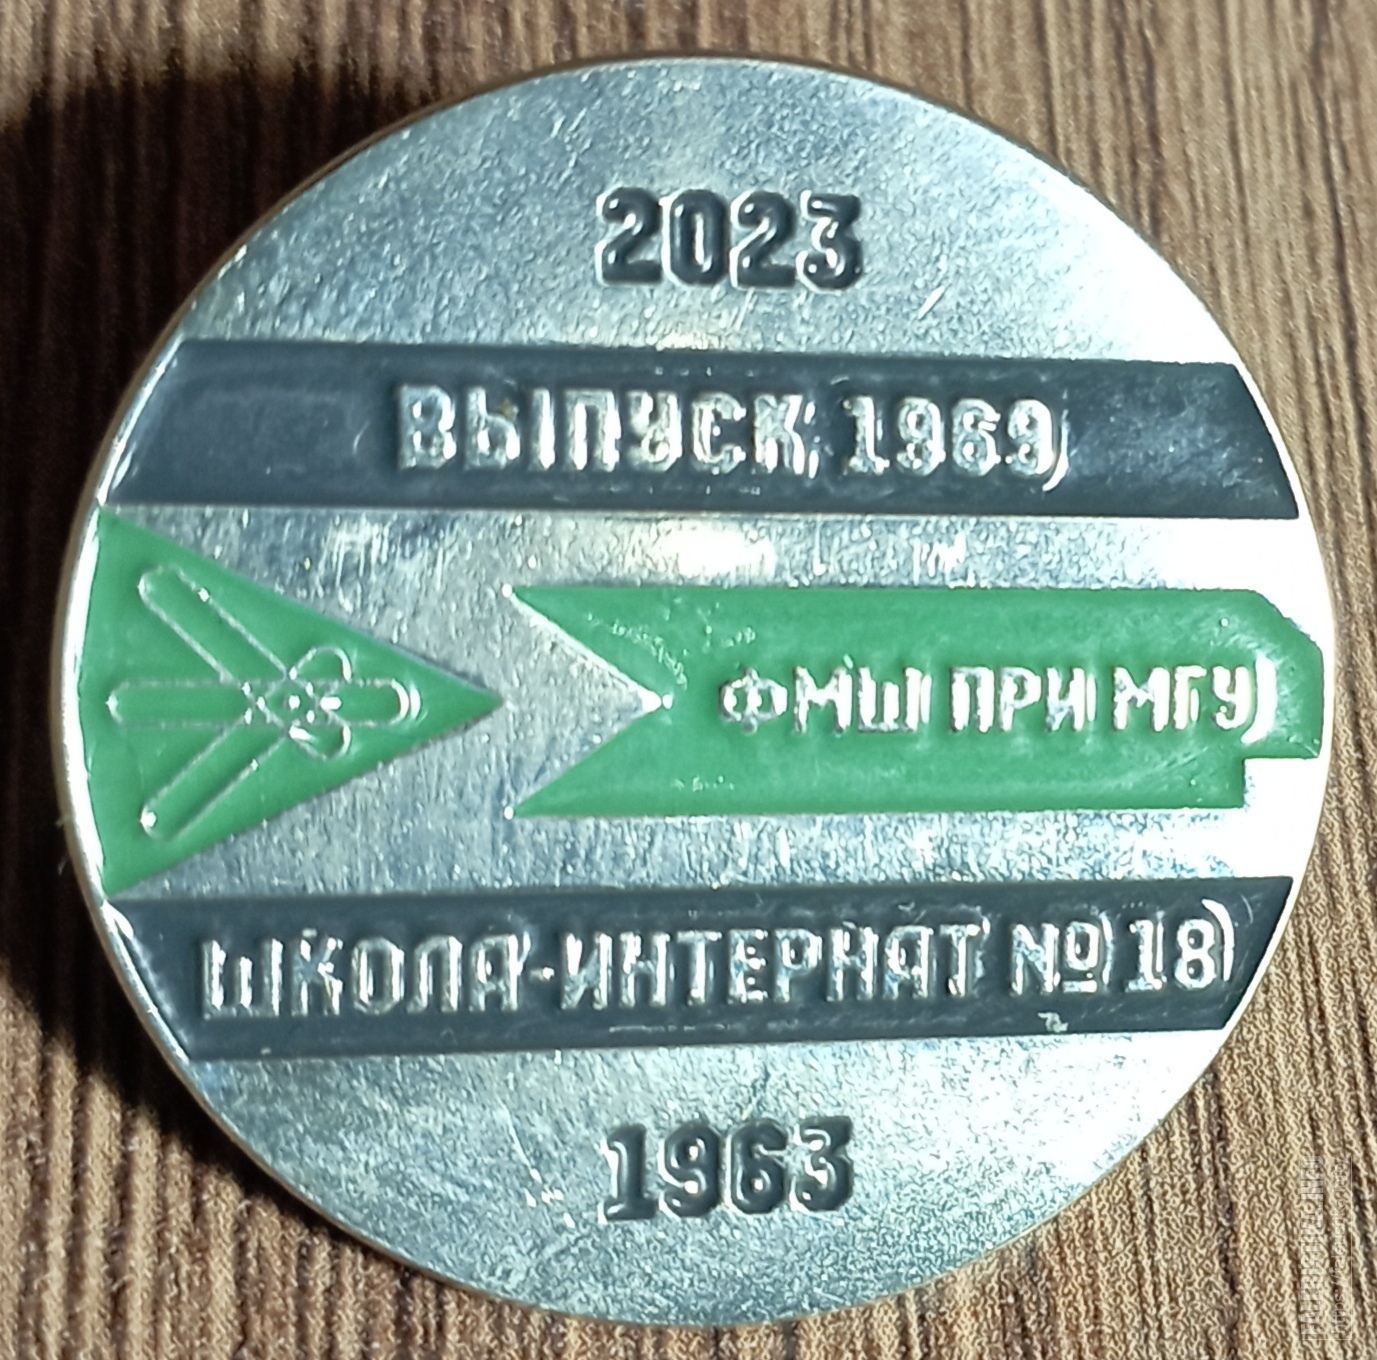 2023
ВЫПУСК 1969
ФМШ ПРИ МГУ
ШКОЛА-ИНТЕРНАТ № 18
1963